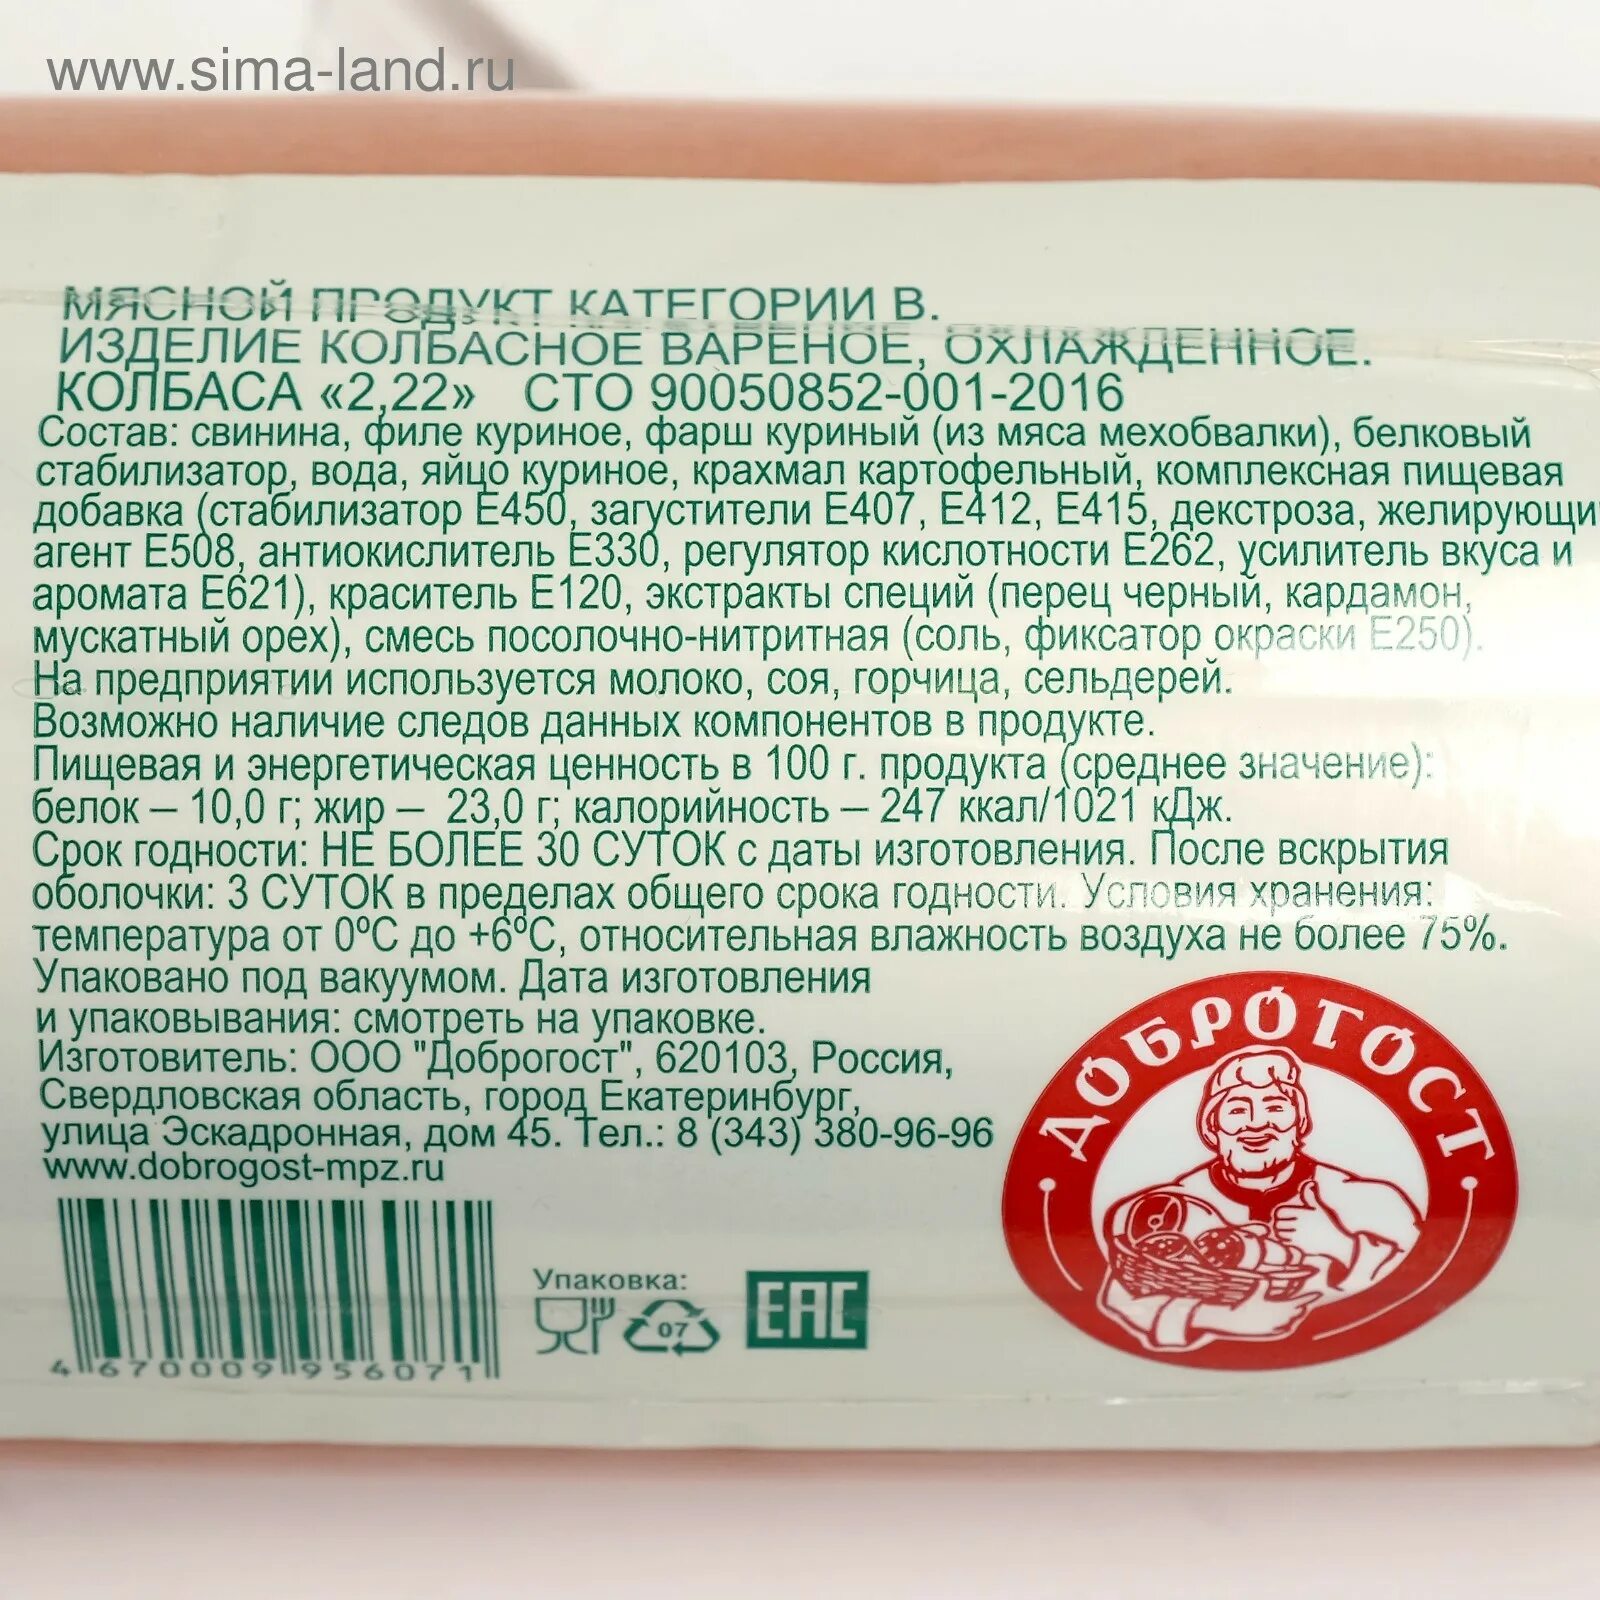 www.sima-land.ru
МЯСНОЙ ПРОДУКТ КАТЕГОРИИ В.
ИЗДЕЛИЕ КОЛБАСНОЕ ВАРЕНОЕ, ОХЛАЖДЕННОЕ.
КОЛБАСА «2,22» СТО 90050852-001-2016
Состав: свинина, филе куриное, фарш куриный (из мяса мехобвалки), белковый
стабилизатор, вода, яйцо куриное, крахмал картофельный, комплексная пищевая
добавка (стабилизатор Е450, загустители Е407, Е412, Е415, декстроза, желирующи
агент Е508, антиокислитель Е330, регулятор кислотности Е262, усилитель вкуса и
аромата Е621), краситель Е120, экстракты специй (перец черный, кардамон,
мускатный орех), смесь посолочно-нитритная (соль, фиксатор окраски Е250).
На предприятии используется молоко, соя, горчица, сельдерей.
Возможно наличие следов данных компонентов в продукте.
Пищевая и энергетическая ценность в 100 г. продукта (среднее значение):
белок – 10,0 г; жир – 23,0 г; калорийность – 247 ккал/1021 кДж.
Срок годности: НЕ БОЛЕЕ 30 СУТОК с даты изготовления. После вскрытия
оболочки: 3 СУТОК в пределах общего срока годности. Условия хранения:
температура от 0°С до +6°С, относительная влажность воздуха не более 75%.
Упаковано под вакуумом. Дата изготовления
и упаковывания: смотреть на упаковке.
Изготовитель: ООО "Доброгост", 620103, Россия,
Свердловская область, город Екатеринбург,
улица Эскадронная, дом 45. Тел.: 8 (343) 380-96-96
www.dobrogost-mpz.ru
ДОБРОГОСТ
Упаковка:
07
ЕАС
4 670009 956071